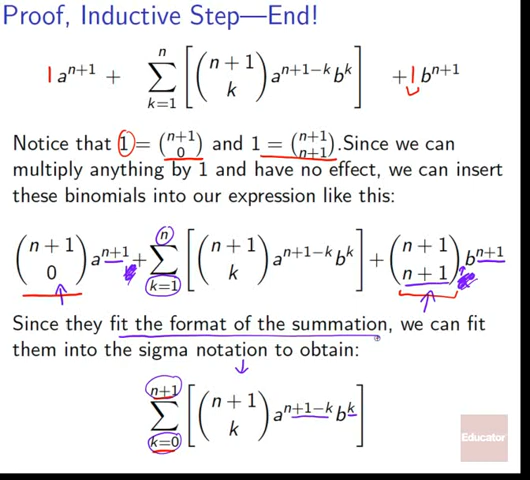 Proof, Inductive Step—End!
1 a^{n+1} + \sum_{k=1}^{n} \left[ \binom{n+1}{k} a^{n+1-k} b^k \right] + 1 b^{n+1}
Notice that 1 = \binom{n+1}{0} and 1 = \binom{n+1}{n+1}.Since we can
multiply anything by 1 and have no effect, we can insert
these binomials into our expression like this:
\binom{n+1}{0} a^{n+1} + \sum_{k=1}^{n} \left[ \binom{n+1}{k} a^{n+1-k} b^k \right] + \binom{n+1}{n+1} b^{n+1}
Since they fit the format of the summation, we can fit
them into the sigma notation to obtain:
\sum_{k=0}^{n+1} \left[ \binom{n+1}{k} a^{n+1-k} b^k \right]
Educator